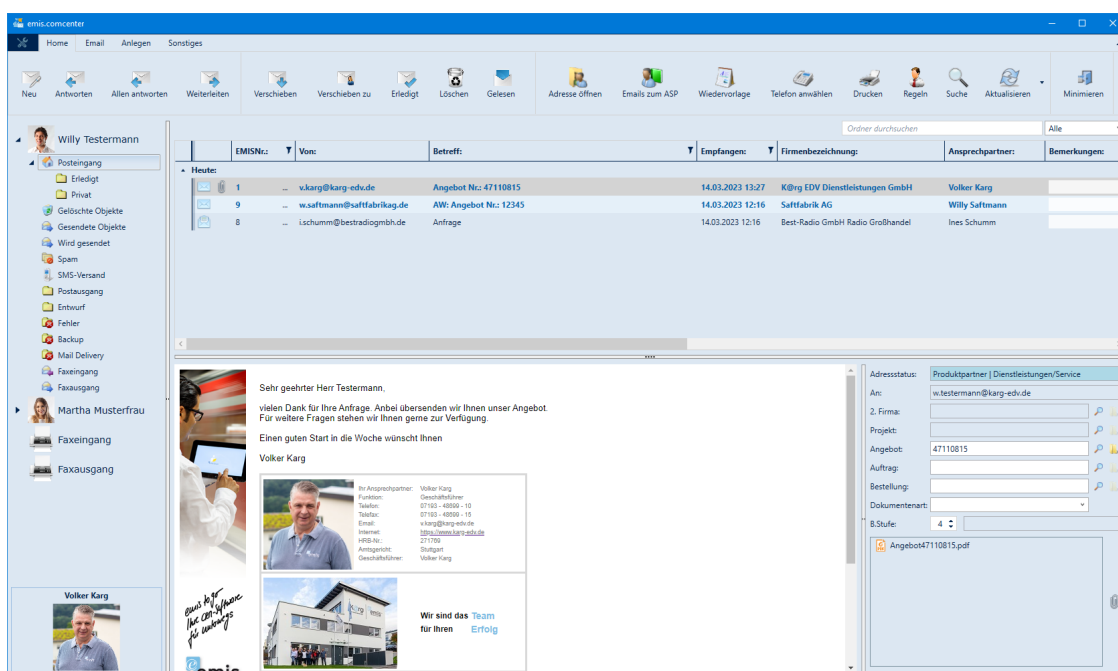 emis.comcenter
Home Email Anlegen Sonstiges
Neu Antworten Allen antworten Weiterleiten Verschieben Verschieben zu Erledigt Löschen Gelesen Adresse öffnen Emails zum ASP Wiedervorlage Telefon anwählen Drucken Regeln Suche Aktualisieren Minimieren
Ordner durchsuchen Alle
Willy Testermann
Posteingang
Erledigt
Privat
Gelöschte Objekte
Gesendete Objekte
Wird gesendet
Spam
SMS-Versand
Postausgang
Entwurf
Fehler
Backup
Mail Delivery
Faxeingang
Faxausgang
Martha Musterfrau
Faxeingang
Faxausgang
Volker Karg
EMISNr.: Von: Betreff: Empfangen: Firmenbezeichnung: Ansprechpartner: Bemerkungen:
Heute:
1 ... v.karg@karg-edv.de Angebot Nr.: 47110815 14.03.2023 13:27 K@rg EDV Dienstleistungen GmbH Volker Karg
9 ... w.saftmann@saftfabrikag.de AW: Angebot Nr.: 12345 14.03.2023 12:16 Saftfabrik AG Willy Saftmann
8 ... i.schumm@bestradiogmbh.de Anfrage 14.03.2023 12:16 Best-Radio GmbH Radio Großhandel Ines Schumm
Sehr geehrter Herr Testermann,
vielen Dank für Ihre Anfrage. Anbei übersenden wir Ihnen unser Angebot.
Für weitere Fragen stehen wir Ihnen gerne zur Verfügung.
Einen guten Start in die Woche wünscht Ihnen
Volker Karg
Ihr Ansprechpartner: Volker Karg
Funktion: Geschäftsführer
Telefon: 07193 - 48699 - 10
Telefax: 07193 - 48699 - 15
Email: v.karg@karg-edv.de
Internet: https://www.karg-edv.de
HRB-Nr.: 271769
Amtsgericht: Stuttgart
Geschäftsführer: Volker Karg
emis to go
Ihre CRM-Software
für unterwegs
emis
Wir sind das Team
für Ihren Erfolg
Adressstatus: Produktpartner | Dienstleistungen/Service
An: w.testermann@karg-edv.de
2. Firma:
Projekt:
Angebot: 47110815
Auftrag:
Bestellung:
Dokumentenart:
B.Stufe: 4
Angebot47110815.pdf